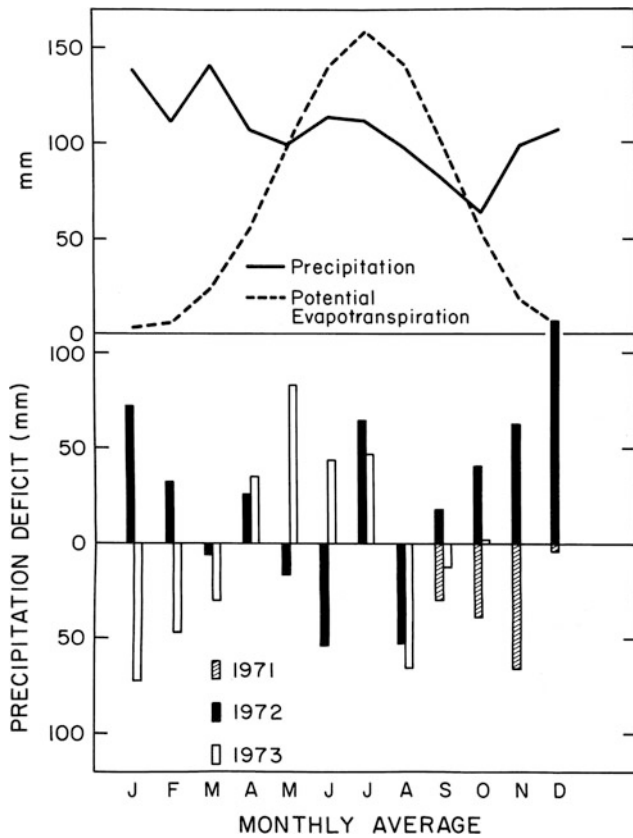 150
100
50
0
mm
Precipitation
Potential
Evapotranspiration
100
50
0
50
100
PRECIPITATION DEFICIT (mm)
1971
1972
1973
J F M A M J J A S O N D
MONTHLY AVERAGE